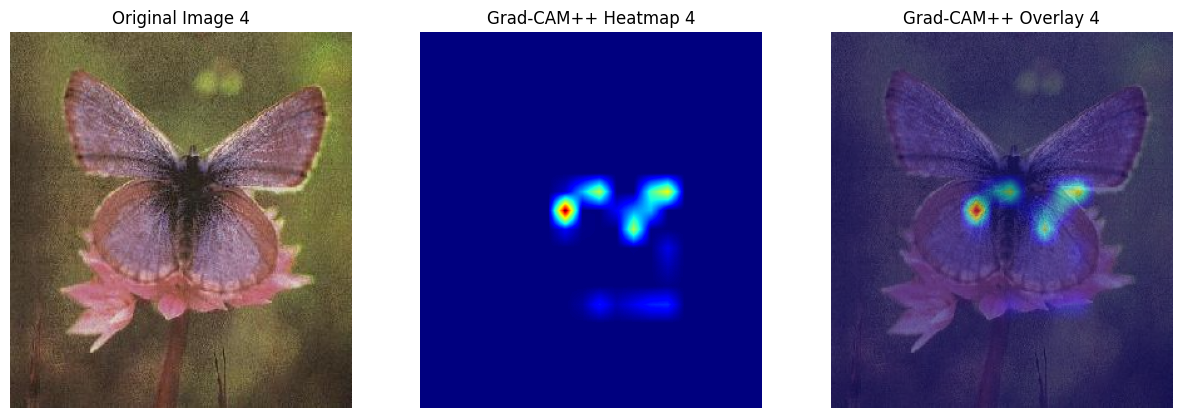 Original Image 4
Grad-CAM++ Heatmap 4
Grad-CAM++ Overlay 4